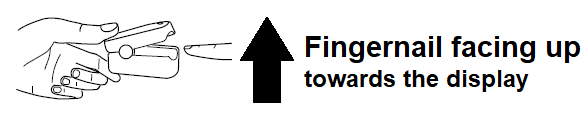 Fingernail facing up
towards the display